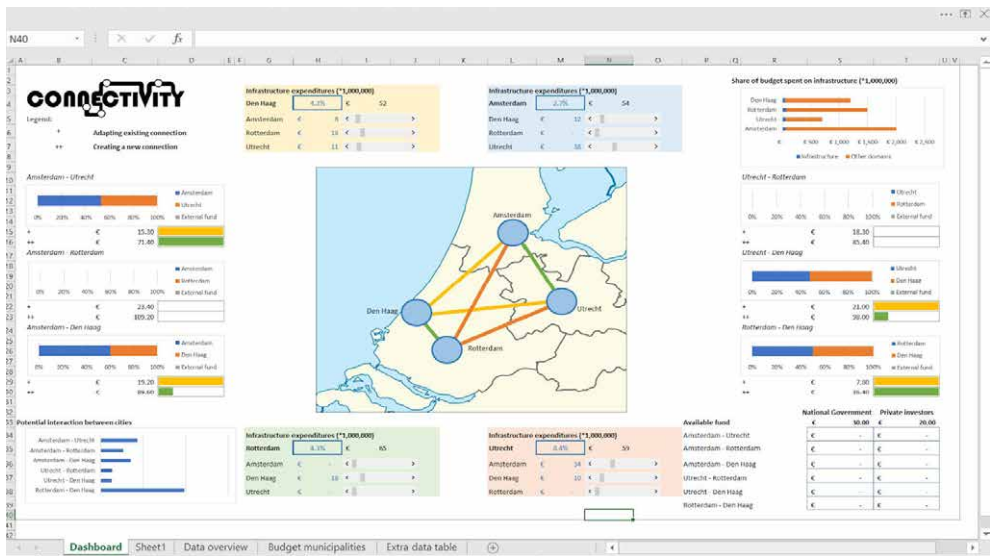 N40
fx
CONNECTIVITY
Legend:
+ Adapting existing connection
++ Creating a new connection
Infrastructure expenditures (*1,000,000)
Den Haag 4.3% € 52
Amsterdam € 8
Rotterdam €
Utrecht € 11
Infrastructure expenditures (*1,000,000)
Amsterdam 2.7% € 54
Den Haag € 12
Rotterdam € -
Utrecht €
Share of budget spent on infrastructure (*1,000,000)
Den Haag
Rotterdam
Utrecht
Amsterdam
€ € 500 € 1,000 € 1,500 € 2,000 € 2,500
Infrastructure Other domains
Amsterdam - Utrecht
Amsterdam
Utrecht
External fund
0% 20% 40% 60% 80% 100%
+ € 15.30
++ € 71.40
Amsterdam - Rotterdam
Amsterdam
Rotterdam
External fund
0% 20% 40% 60% 80% 100%
+ € 23.40
++ € 109.20
Amsterdam - Den Haag
Amsterdam
Den Haag
External fund
0% 20% 40% 60% 80% 100%
+ € 19.20
++ € 89.60
Amsterdam
Den Haag
Utrecht
Rotterdam
Utrecht - Rotterdam
Utrecht
Rotterdam
External fund
0% 20% 40% 60% 80% 100%
+ € 18.30
++ € 85.40
Utrecht - Den Haag
Utrecht
Den Haag
External fund
0% 20% 40% 60% 80% 100%
+ € 21.00
++ € 98.00
Rotterdam - Den Haag
Rotterdam
Den Haag
External fund
0% 20% 40% 60% 80% 100%
+ € 7.80
++ € 36.40
Potential interaction between cities
Amsterdam - Utrecht
Amsterdam - Rotterdam
Amsterdam - Den Haag
Utrecht - Rotterdam
Utrecht - Den Haag
Rotterdam - Den Haag
Infrastructure expenditures (*1,000,000)
Rotterdam 4.3% € 65
Amsterdam € -
Den Haag € 18
Utrecht € -
Infrastructure expenditures (*1,000,000)
Utrecht € 59
Amsterdam €
Den Haag € 10
Rotterdam € -
National Government Private investors
Available fund € 50.00 € 20.00
Amsterdam - Utrecht € - € -
Amsterdam - Rotterdam € - € -
Amsterdam - Den Haag € - € -
Utrecht - Rotterdam € - € -
Utrecht - Den Haag € - € -
Rotterdam - Den Haag € - € -
Dashboard Sheet1 Data overview Budget municipalities Extra data table